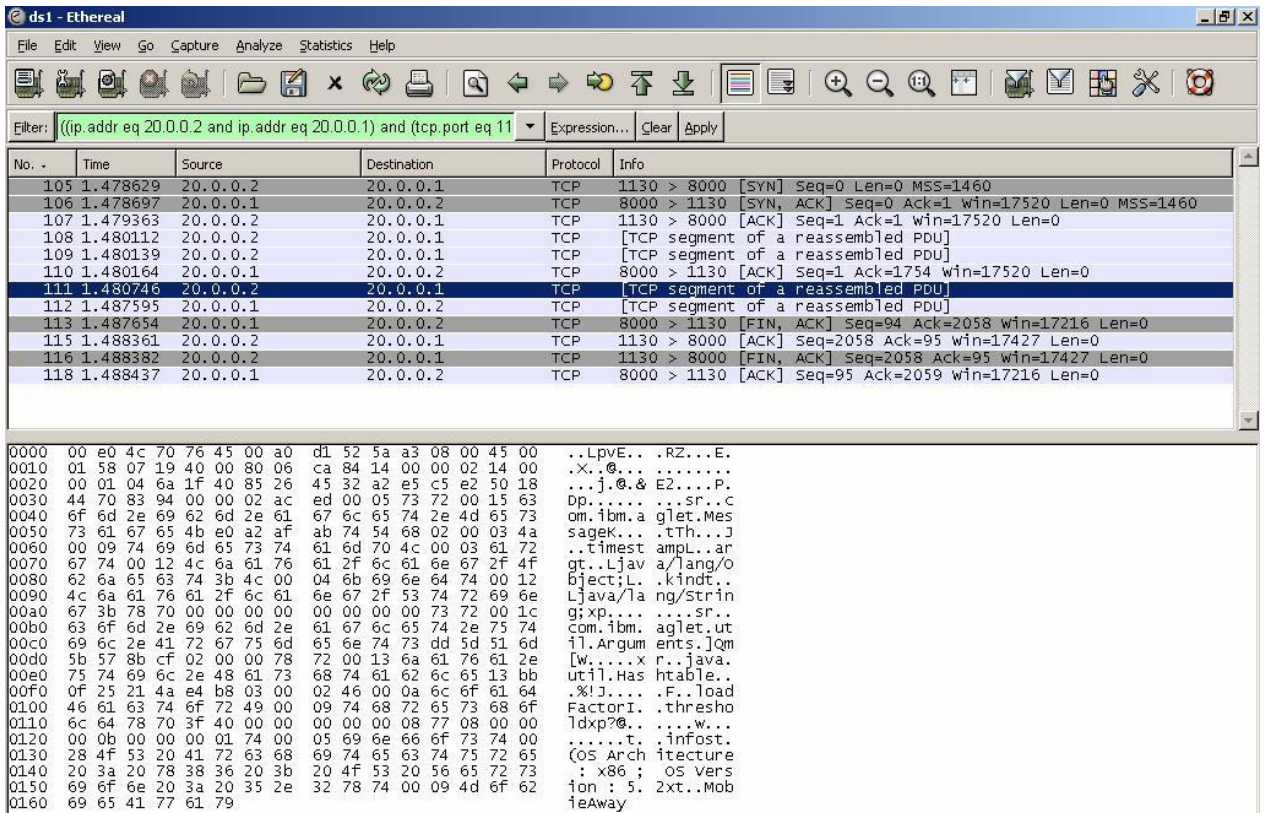 ds1 - Ethereal
File Edit View Go Capture Analyze Statistics Help
Filter: ((ip.addr eq 20.0.0.2 and ip.addr eq 20.0.0.1) and (tcp.port eq 11 Expression... Clear Apply
No. Time Source Destination Protocol Info
105 1.478629 20.0.0.2 20.0.0.1 TCP 1130 > 8000 [SYN] Seq=0 Len=0 MSS=1460
106 1.478697 20.0.0.1 20.0.0.2 TCP 8000 > 1130 [SYN, ACK] Seq=0 Ack=1 Win=17520 Len=0 MSS=1460
107 1.479363 20.0.0.2 20.0.0.1 TCP 1130 > 8000 [ACK] Seq=1 Ack=1 Win=17520 Len=0
108 1.480112 20.0.0.2 20.0.0.1 TCP [TCP segment of a reassembled PDU]
109 1.480139 20.0.0.2 20.0.0.1 TCP [TCP segment of a reassembled PDU]
110 1.480164 20.0.0.1 20.0.0.2 TCP 8000 > 1130 [ACK] Seq=1 Ack=1754 Win=17520 Len=0
111 1.480746 20.0.0.2 20.0.0.1 TCP [TCP segment of a reassembled PDU]
112 1.487595 20.0.0.1 20.0.0.2 TCP [TCP segment of a reassembled PDU]
113 1.487654 20.0.0.1 20.0.0.2 TCP 8000 > 1130 [FIN, ACK] Seq=94 Ack=2058 Win=17216 Len=0
115 1.488361 20.0.0.2 20.0.0.1 TCP 1130 > 8000 [ACK] Seq=2058 Ack=95 Win=17427 Len=0
116 1.488382 20.0.0.2 20.0.0.1 TCP 1130 > 8000 [FIN, ACK] Seq=2058 Ack=95 Win=17427 Len=0
118 1.488437 20.0.0.1 20.0.0.2 TCP 8000 > 1130 [ACK] Seq=95 Ack=2059 Win=17216 Len=0
0000 00 e0 4c 70 76 45 00 a0 d1 52 5a a3 08 00 45 00 ..LpvE.. .RZ...E.
0010 01 58 07 19 40 00 80 06 ca 84 14 00 00 02 14 00 .X..@... ........
0020 00 01 04 6a 1f 40 85 26 45 32 a2 e5 c5 e2 50 18 ...j.@.& E2....P.
0030 44 70 83 94 00 00 02 ac ed 00 05 73 72 00 15 63 Dp...... ...sr..c
0040 6f 6d 2e 69 62 6d 2e 61 67 6c 65 74 2e 4d 65 73 om.ibm.a glet.Mes
0050 73 61 67 65 4b e0 a2 af ab 74 54 68 02 00 03 4a sageK... .tTh...J
0060 00 09 74 69 6d 65 73 74 61 6d 70 4c 00 03 61 72 ..timest ampL..ar
0070 67 74 00 12 4c 6a 61 76 61 2f 6c 61 6e 67 2f 4f gt..Ljav a/lang/O
0080 62 6a 65 63 74 3b 4c 00 04 6b 69 6e 64 74 00 12 bject;L. .kindt..
0090 4c 6a 61 76 61 2f 6c 61 6e 67 2f 53 74 72 69 6e Ljava/la ng/Strin
00a0 67 3b 78 70 00 00 00 00 00 00 00 00 73 72 00 1c g;xp.... ....sr..
00b0 63 6f 6d 2e 69 62 6d 2e 61 67 6c 65 74 2e 75 74 com.ibm. aglet.ut
00c0 69 6c 2e 41 72 67 75 6d 65 6e 74 73 dd 5d 51 6d il.Argum ents.]Qm
00d0 5b 57 8b cf 02 00 00 78 72 00 13 6a 61 76 61 2e [W.....x r..java.
00e0 75 74 69 6c 2e 48 61 73 68 74 61 62 6c 65 13 bb util.Has htable..
00f0 0f 25 21 4a e4 b8 03 00 02 46 00 0a 6c 6f 61 64 .%!J.... .F..load
0100 46 61 63 74 6f 72 49 00 09 74 68 72 65 73 68 6f FactorI. .thresho
0110 6c 64 78 70 3f 40 00 00 00 00 00 08 77 08 00 00 ldxp?@.. ....w...
0120 00 0b 00 00 00 01 74 00 05 69 6e 66 6f 73 74 00 ......t. .infost.
0130 28 4f 53 20 41 72 63 68 69 74 65 63 74 75 72 65 (OS Arch itecture
0140 20 3a 20 78 38 36 20 3b 20 4f 53 20 56 65 72 73 : x86 ; OS Vers
0150 69 6f 6e 20 3a 20 35 2e 32 78 74 00 09 4d 6f 62 ion : 5. 2xt..Mob
0160 69 65 41 77 61 79 ieAway